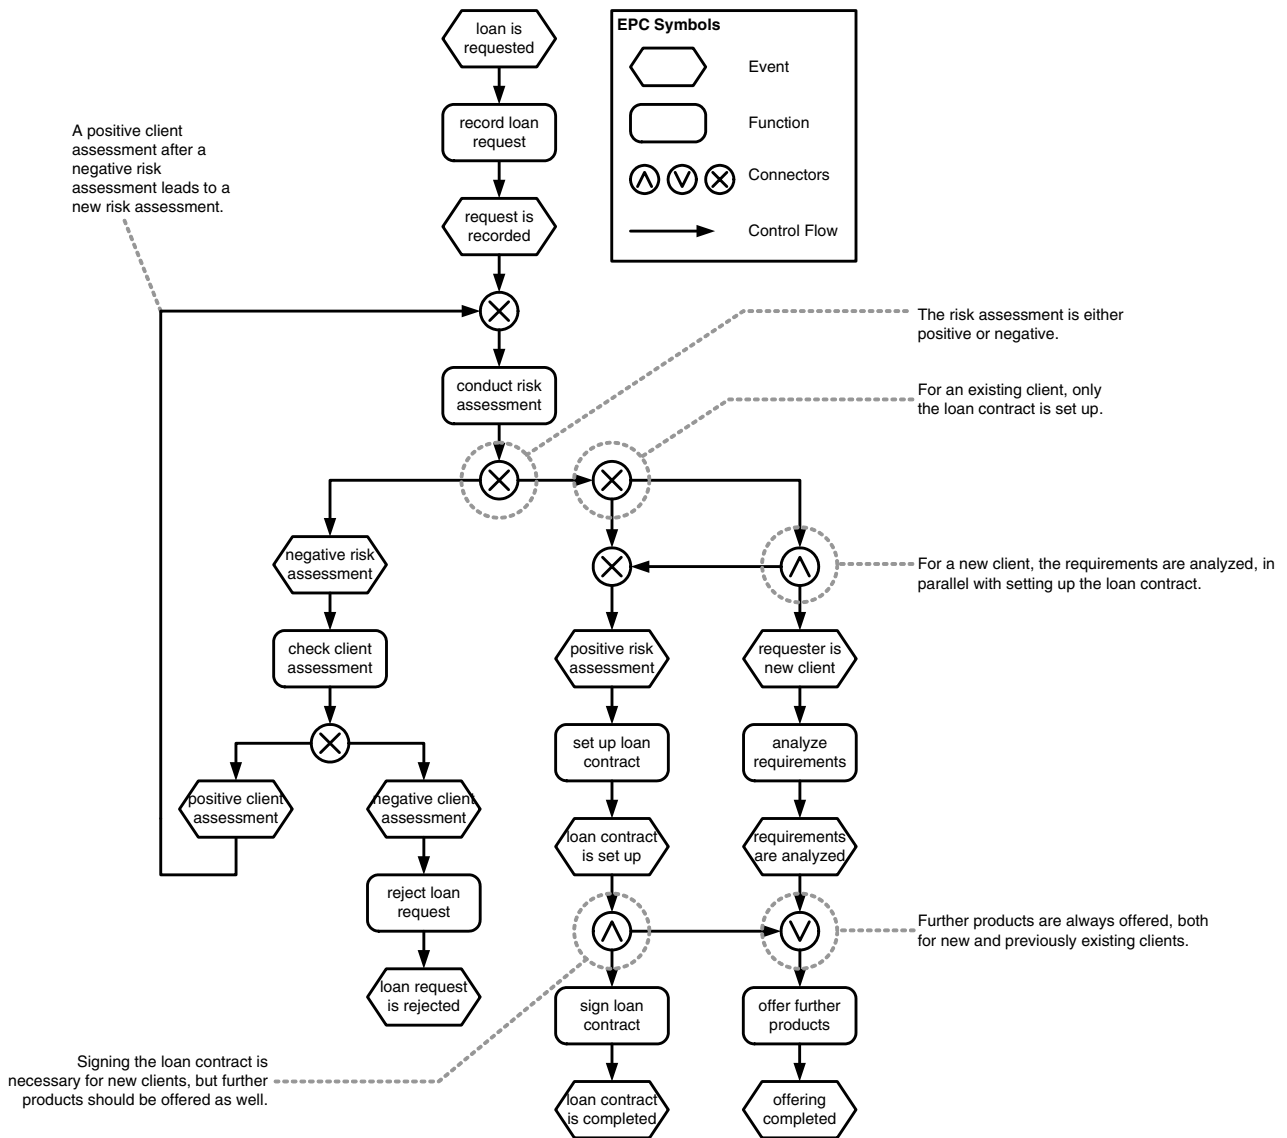 loan is
requested
EPC Symbols
Event
Function
Connectors
Control Flow
record loan
request
A positive client
assessment after a
negative risk
assessment leads to a
new risk assessment.
request is
recorded
The risk assessment is either
positive or negative.
conduct risk
assessment
For an existing client, only
the loan contract is set up.
For a new client, the requirements are analyzed, in
parallel with setting up the loan contract.
negative risk
assessment
check client
assessment
positive risk
assessment
requester is
new client
set up loan
contract
analyze
requirements
positive client
assessment
negative client
assessment
loan contract
is set up
requirements
are analyzed
reject loan
request
Further products are always offered, both
for new and previously existing clients.
loan request
is rejected
sign loan
contract
offer further
products
Signing the loan contract is
necessary for new clients, but further
products should be offered as well.
loan contract
is completed
offering
completed